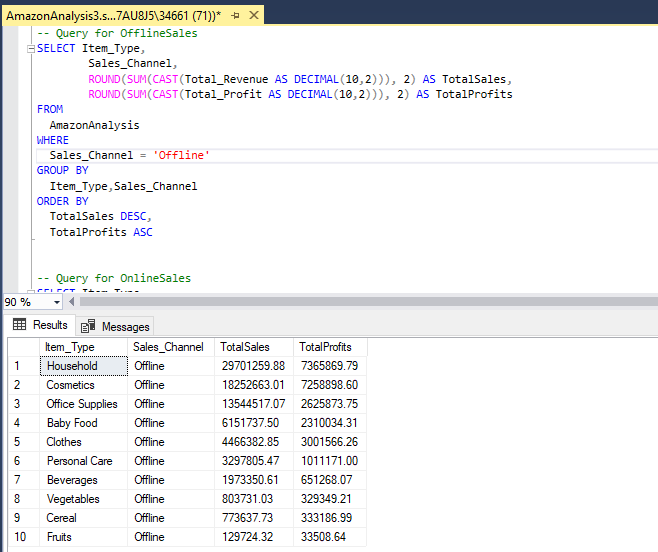 AmazonAnalysis3.s...7AU8J5\34661 (71))*
-- Query for OfflineSales
SELECT Item_Type,
Sales_Channel,
ROUND(SUM(CAST(Total_Revenue AS DECIMAL(10,2))), 2) AS TotalSales,
ROUND(SUM(CAST(Total_Profit AS DECIMAL(10,2))), 2) AS TotalProfits
FROM
AmazonAnalysis
WHERE
Sales_Channel = 'Offline'
GROUP BY
Item_Type,Sales_Channel
ORDER BY
TotalSales DESC,
TotalProfits ASC
-- Query for OnlineSales
SELECT Item_Type
90 %
Results Messages
Item_Type Sales_Channel TotalSales TotalProfits
1 Household Offline 29701259.88 7365869.79
2 Cosmetics Offline 18252663.01 7258898.60
3 Office Supplies Offline 13544517.07 2625873.75
4 Baby Food Offline 6151737.50 2310034.31
5 Clothes Offline 4466382.85 3001566.26
6 Personal Care Offline 3297805.47 1011171.00
7 Beverages Offline 1973350.61 651268.07
8 Vegetables Offline 803731.03 329349.21
9 Cereal Offline 773637.73 333186.99
10 Fruits Offline 129724.32 33508.64